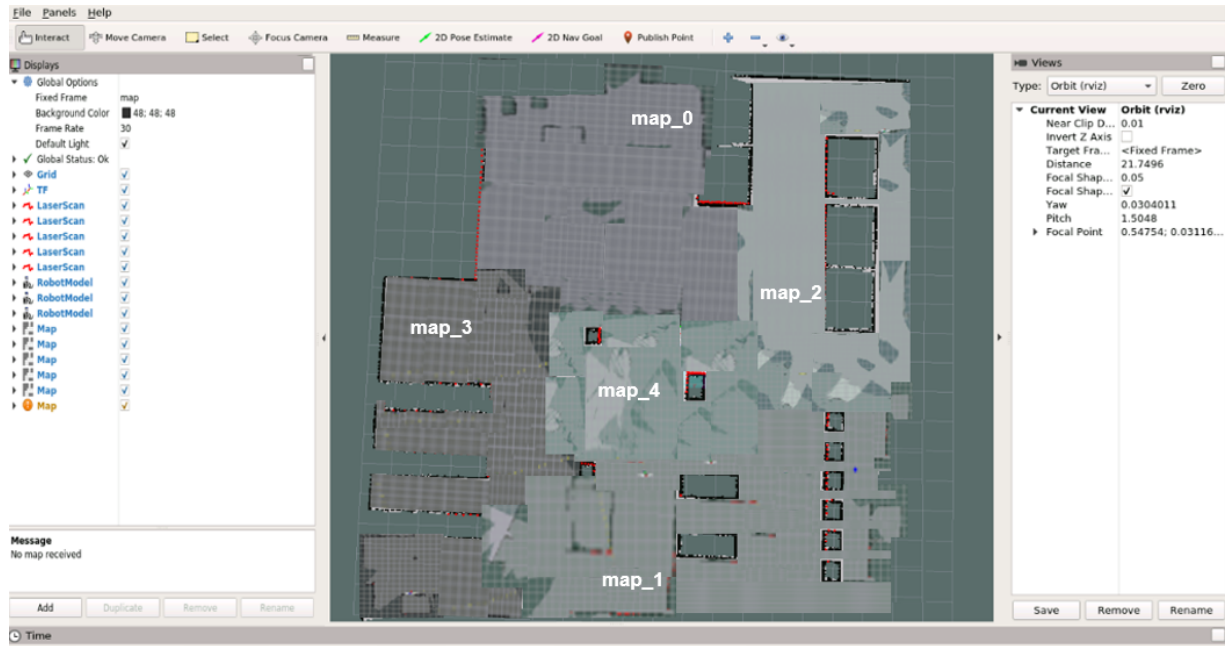 File Panels Help
Interact Move Camera Select Focus Camera Measure 2D Pose Estimate 2D Nav Goal Publish Point
Displays
Global Options
Fixed Frame map
Background Color 48; 48; 48
Frame Rate 30
Default Light
Global Status: Ok
Grid
TF
LaserScan
LaserScan
LaserScan
LaserScan
LaserScan
RobotModel
RobotModel
RobotModel
Map
Map
Map
Map
Map
Map
Message
No map received
Add Duplicate Remove Rename
Time
map_0
map_2
map_3
map_4
map_1
Views
Type: Orbit (rviz) Zero
Current View Orbit (rviz)
Near Clip D... 0.01
Invert Z Axis
Target Fra... <Fixed Frame>
Distance 21.7496
Focal Shap... 0.05
Focal Shap...
Yaw 0.0304011
Pitch 1.5048
Focal Point 0.54754; 0.03116...
Save Remove Rename